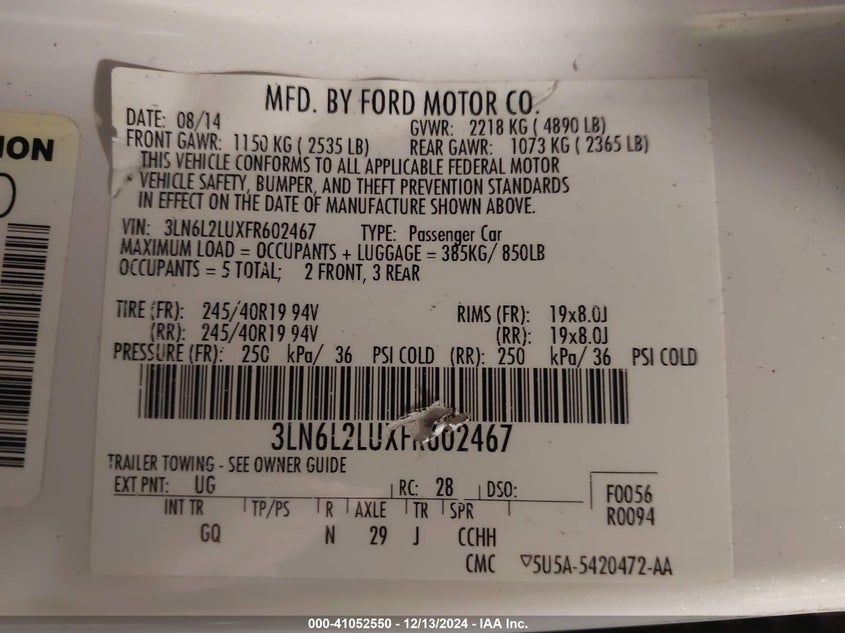 MFD. BY FORD MOTOR CO.
DATE: 08/14 GVWR: 2218 KG ( 4890 LB)
FRONT GAWR: 1150 KG ( 2535 LB) REAR GAWR: 1073 KG ( 2365 LB)
THIS VEHICLE CONFORMS TO ALL APPLICABLE FEDERAL MOTOR
VEHICLE SAFETY, BUMPER, AND THEFT PREVENTION STANDARDS
IN EFFECT ON THE DATE OF MANUFACTURE SHOWN ABOVE.
VIN: 3LN6L2LUXFR602467 TYPE: Passenger Car
MAXIMUM LOAD = OCCUPANTS + LUGGAGE = 385KG/ 850LB
OCCUPANTS = 5 TOTAL; 2 FRONT, 3 REAR
TIRE (FR): 245/40R19 94V RIMS (FR): 19x8.0J
(RR): 245/40R19 94V (RR): 19x8.0J
PRESSURE (FR): 250 kPa/ 36 PSI COLD (RR): 250 kPa/ 36 PSI COLD
3LN6L2LUXFR602467
TRAILER TOWING - SEE OWNER GUIDE
EXT PNT: UG RC: 28 DSO: F0056
INT TR TP/PS R AXLE TR SPR R0094
GQ N 29 J CCHH
CMC ▽5U5A-5420472-AA
000-41052550 - 12/13/2024 - IAA Inc.